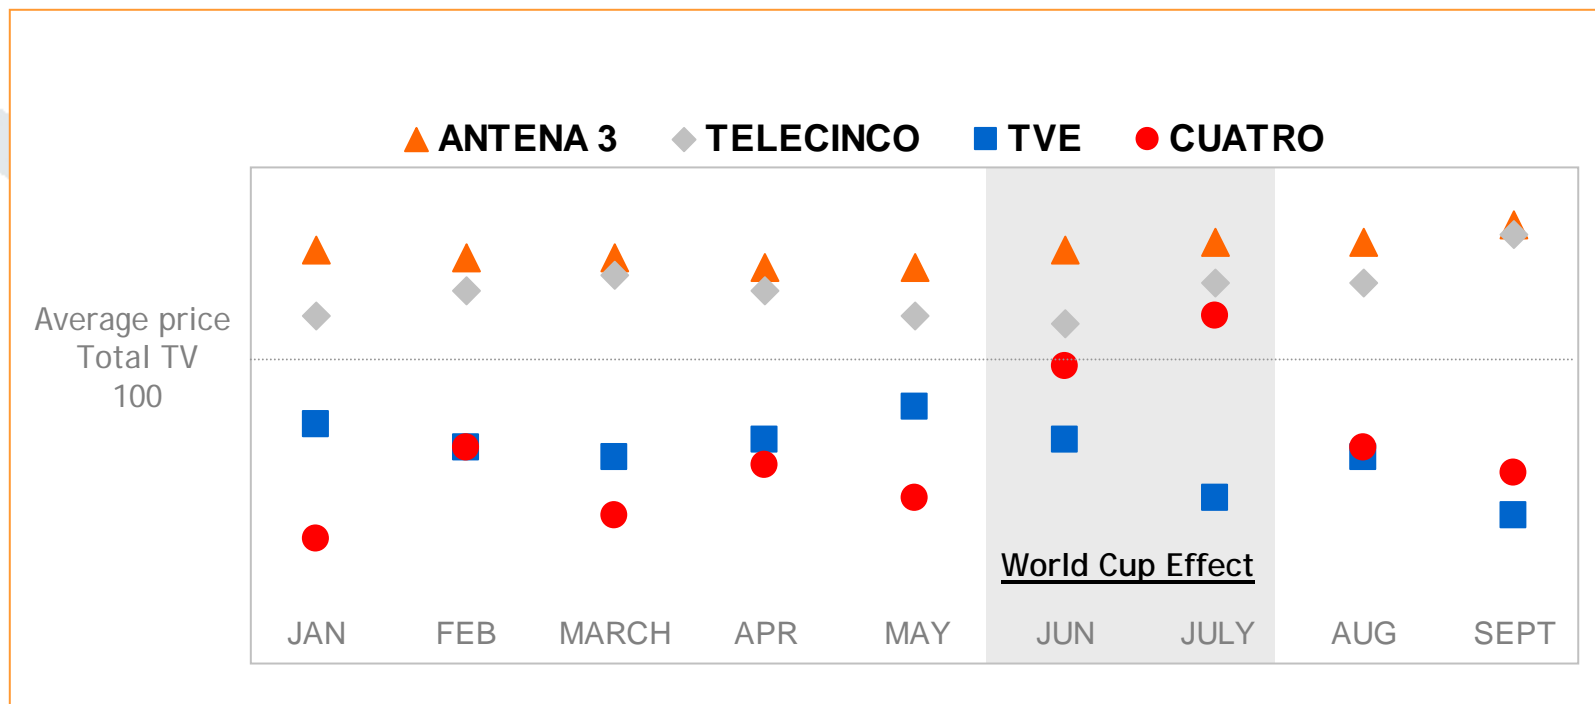 ANTENA 3 TELECINCO TVE CUATRO
Average price
Total TV
100
World Cup Effect
JAN FEB MARCH APR MAY JUN JULY AUG SEPT